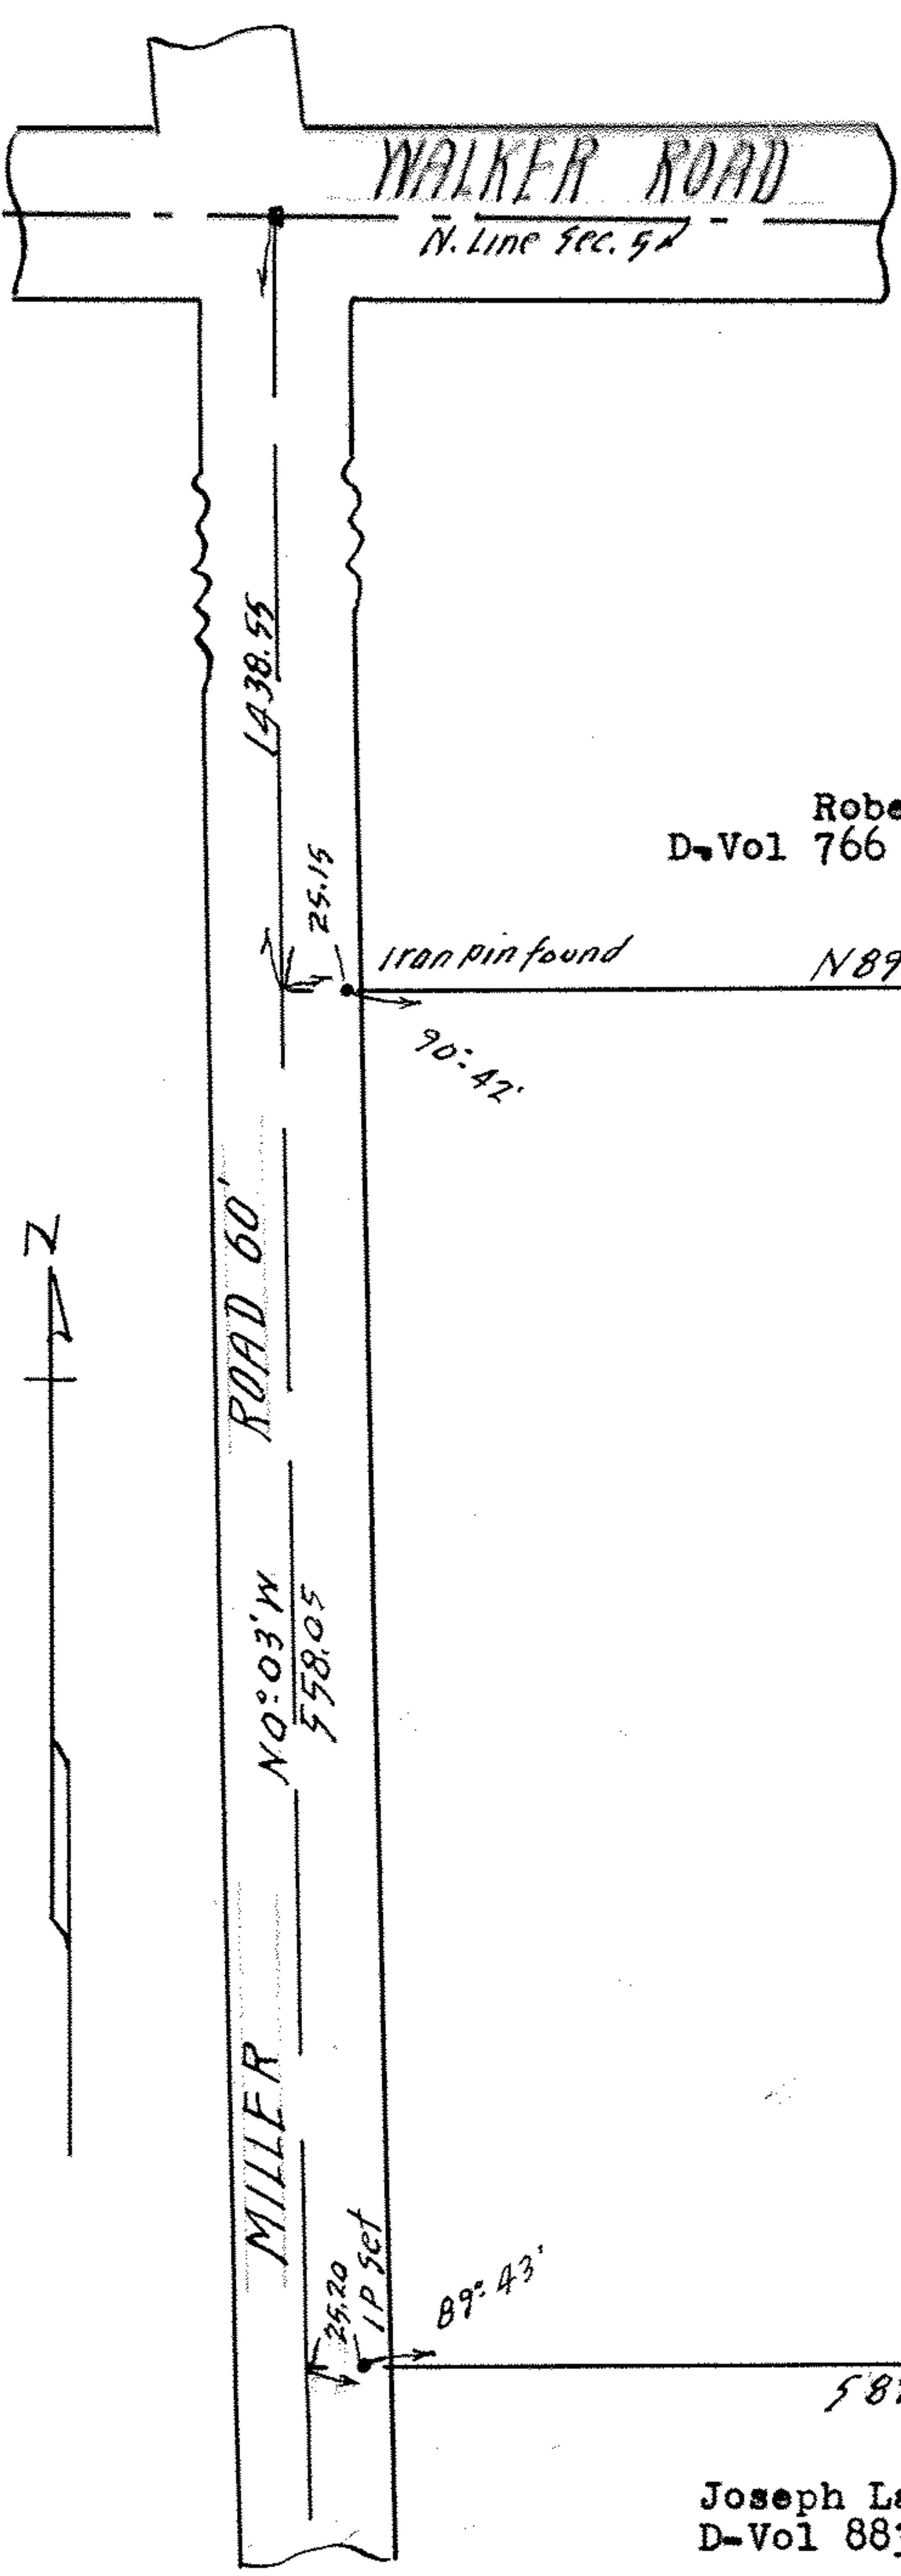 WALKER ROAD
N. Line Sec. 5
1438.55
25.15
Robe
D-Vol 766
Iron pin found
N89
90°-42'
N
MILLER ROAD 60'
N0°03'W
558.05
25.20
IP Set
89°-43'
S8
Joseph La
D-Vol 88